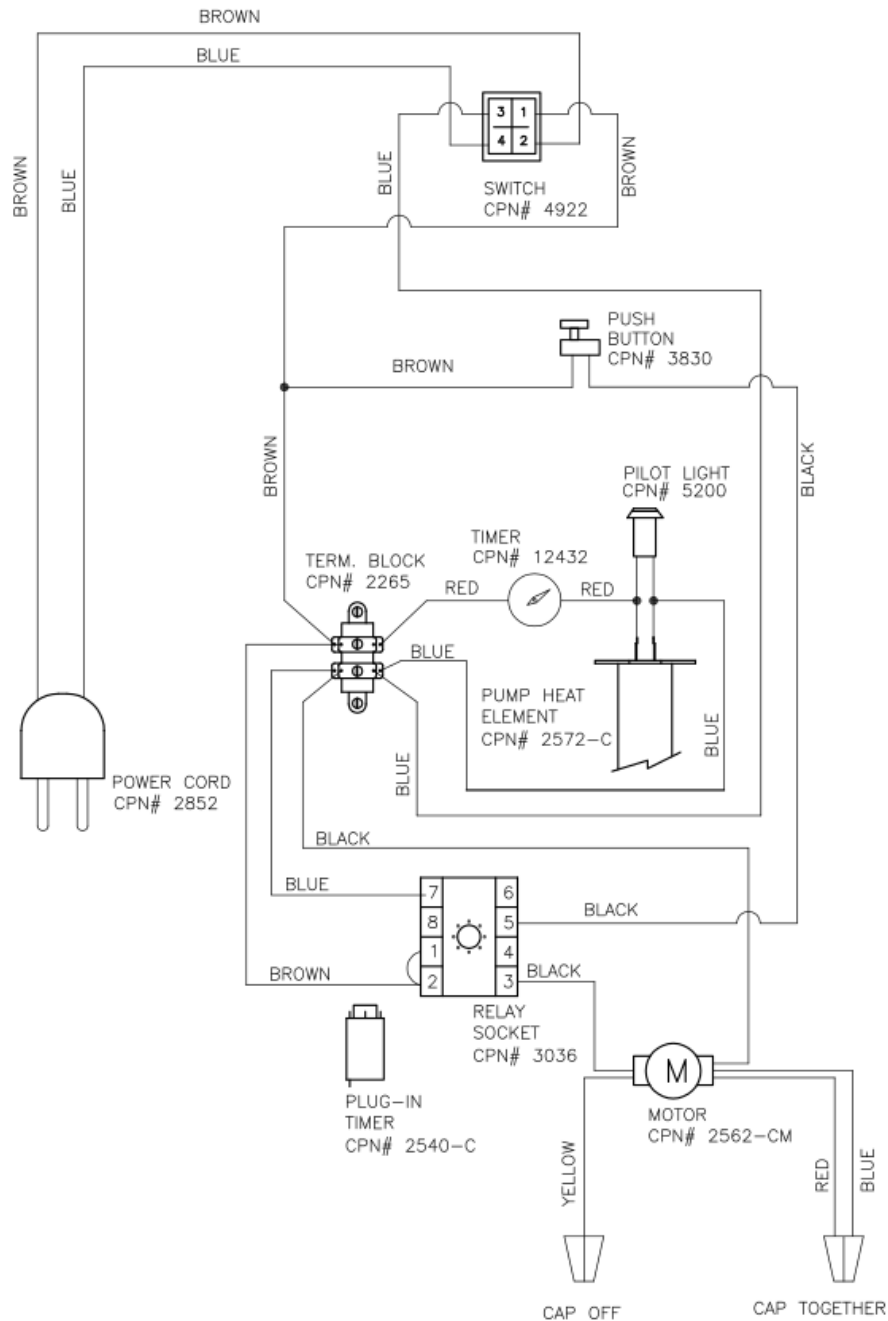 BROWN
BLUE
BROWN
BLUE
BLUE
BROWN
3 1
4 2
SWITCH
CPN# 4922
PUSH
BUTTON
CPN# 3830
BROWN
BROWN
BLACK
PILOT LIGHT
CPN# 5200
TIMER
CPN# 12432
TERM. BLOCK
CPN# 2265
RED
RED
BLUE
PUMP HEAT
ELEMENT
CPN# 2572-C
BLUE
BLUE
POWER CORD
CPN# 2852
BLACK
BLUE
7 6
8 5
1 4
2 3
BLACK
BROWN
BLACK
RELAY
SOCKET
CPN# 3036
PLUG-IN
TIMER
CPN# 2540-C
M
MOTOR
CPN# 2562-CM
YELLOW
RED
BLUE
CAP OFF
CAP TOGETHER